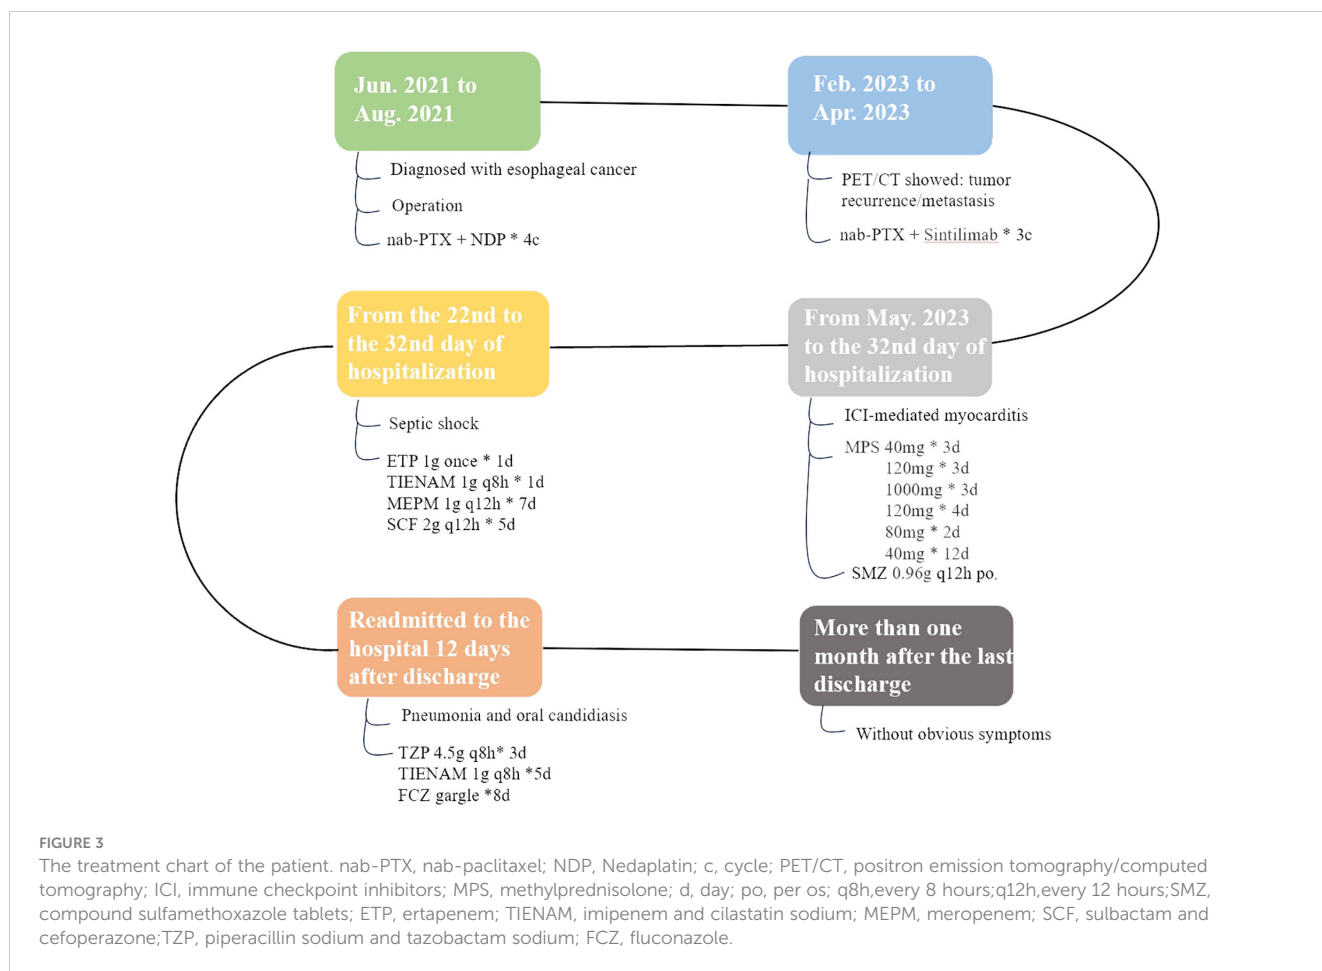 Jun. 2021 to
Aug. 2021
Diagnosed with esophageal cancer
Operation
nab-PTX + NDP * 4c
Feb. 2023 to
Apr. 2023
PET/CT showed: tumor
recurrence/metastasis
nab-PTX + Sintilimab * 3c
From May. 2023
to the 32nd day of
hospitalization
ICI-mediated myocarditis
MPS 40mg * 3d
120mg * 3d
1000mg * 3d
120mg * 4d
80mg * 2d
40mg * 12d
SMZ 0.96g q12h po.
From the 22nd to
the 32nd day of
hospitalization
Septic shock
ETP 1g once * 1d
TIENAM 1g q8h * 1d
MEPM 1g q12h * 7d
SCF 2g q12h * 5d
Readmitted to the
hospital 12 days
after discharge
Pneumonia and oral candidiasis
TZP 4.5g q8h* 3d
TIENAM 1g q8h *5d
FCZ gargle *8d
More than one
month after the last
discharge
Without obvious symptoms
FIGURE 3
The treatment chart of the patient. nab-PTX, nab-paclitaxel; NDP, Nedaplatin; c, cycle; PET/CT, positron emission tomography/computed
tomography; ICI, immune checkpoint inhibitors; MPS, methylprednisolone; d, day; po, per os; q8h,every 8 hours;q12h,every 12 hours;SMZ,
compound sulfamethoxazole tablets; ETP, ertapenem; TIENAM, imipenem and cilastatin sodium; MEPM, meropenem; SCF, sulbactam and
cefoperazone;TZP, piperacillin sodium and tazobactam sodium; FCZ, fluconazole.